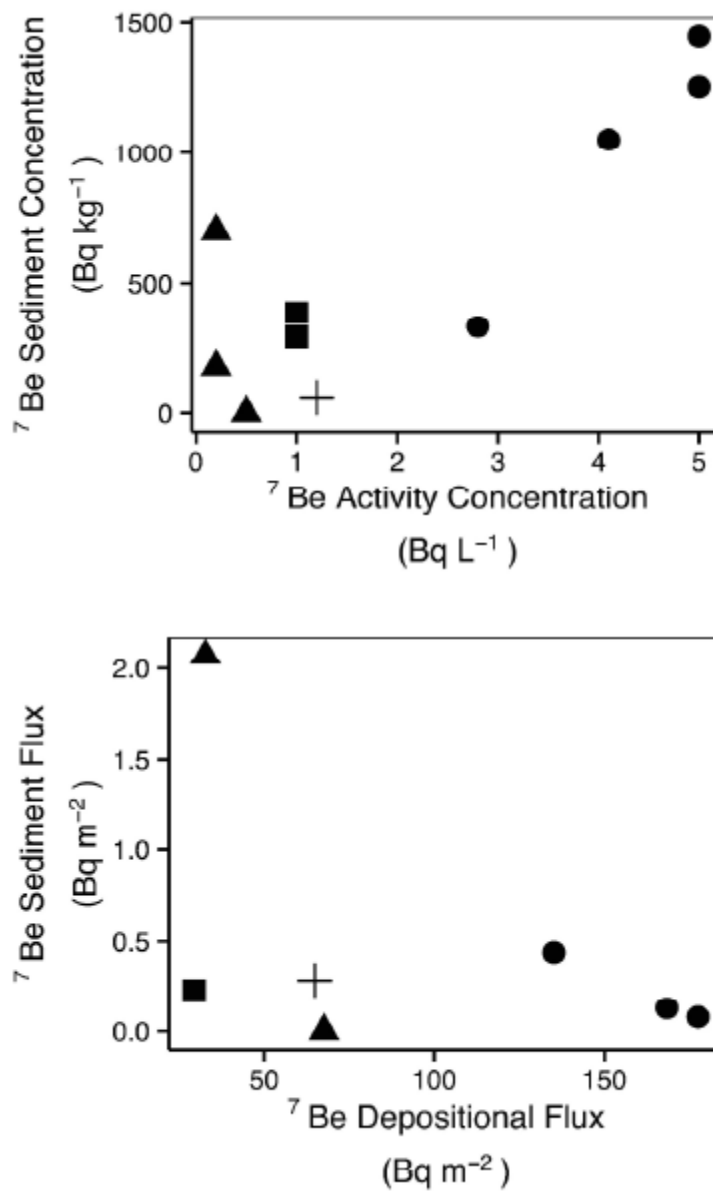 1500
1000
500
0
⁷ Be Sediment Concentration
(Bq kg⁻¹)
0 1 2 3 4 5
⁷ Be Activity Concentration
(Bq L⁻¹)
2.0
1.5
1.0
0.5
0.0
⁷ Be Sediment Flux
(Bq m⁻²)
50 100 150
⁷ Be Depositional Flux
(Bq m⁻²)